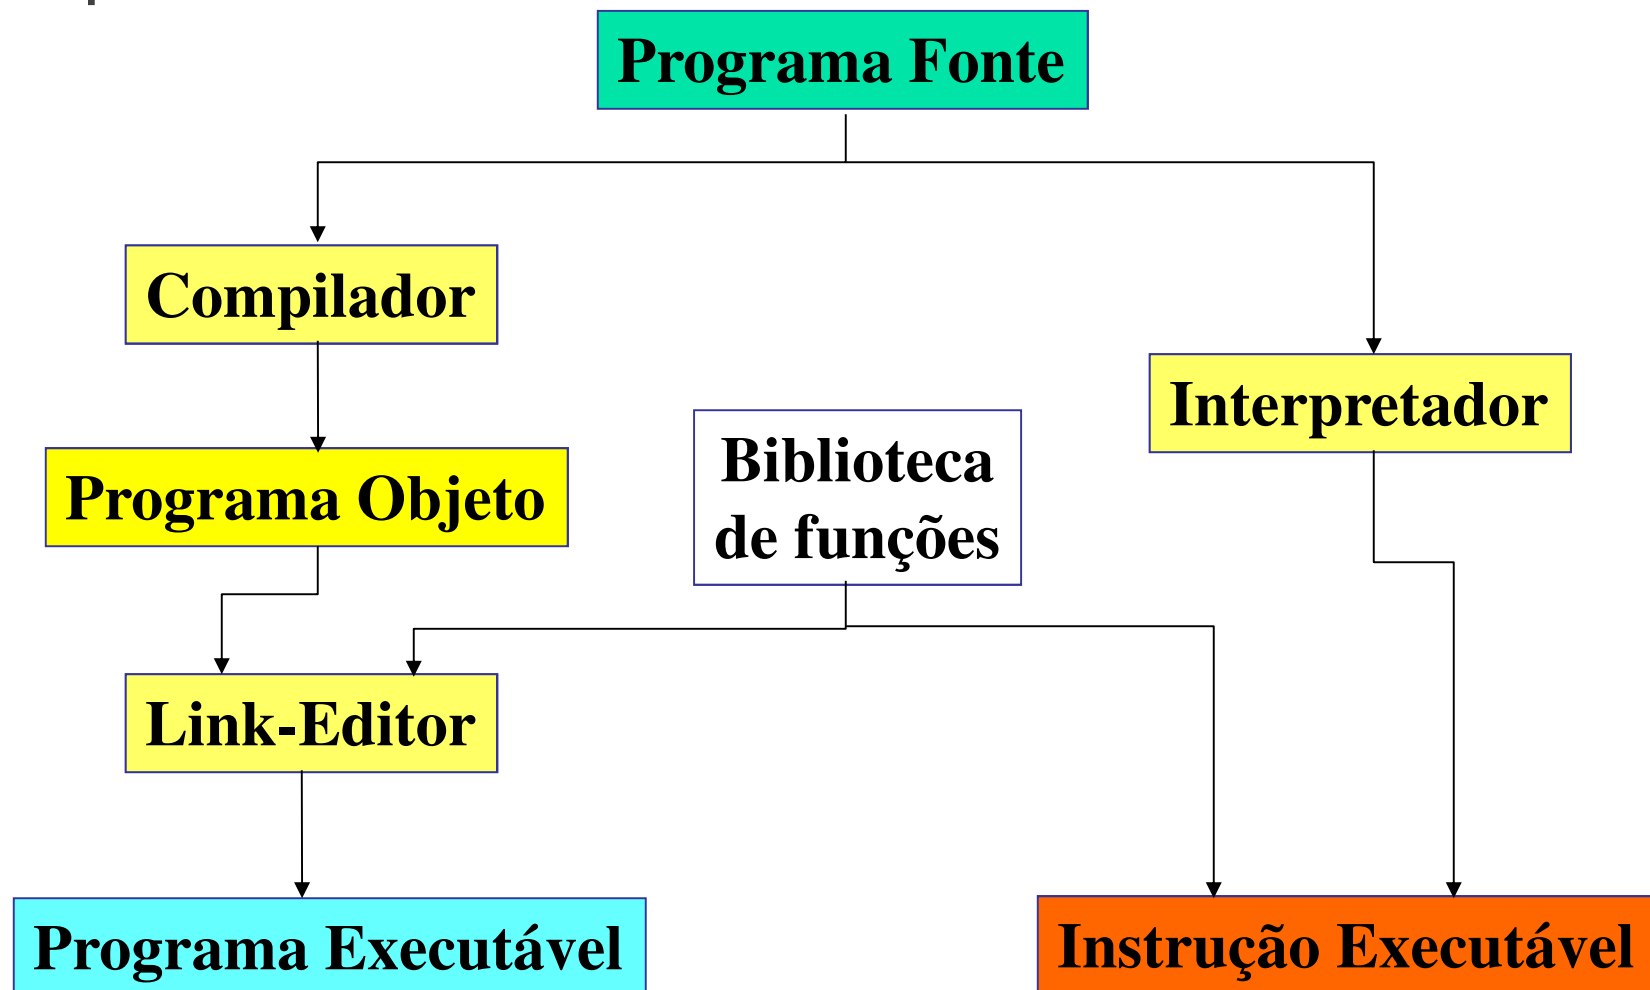 Programa Fonte
Compilador
Interpretador
Biblioteca
de funções
Programa Objeto
Link-Editor
Programa Executável
Instrução Executável